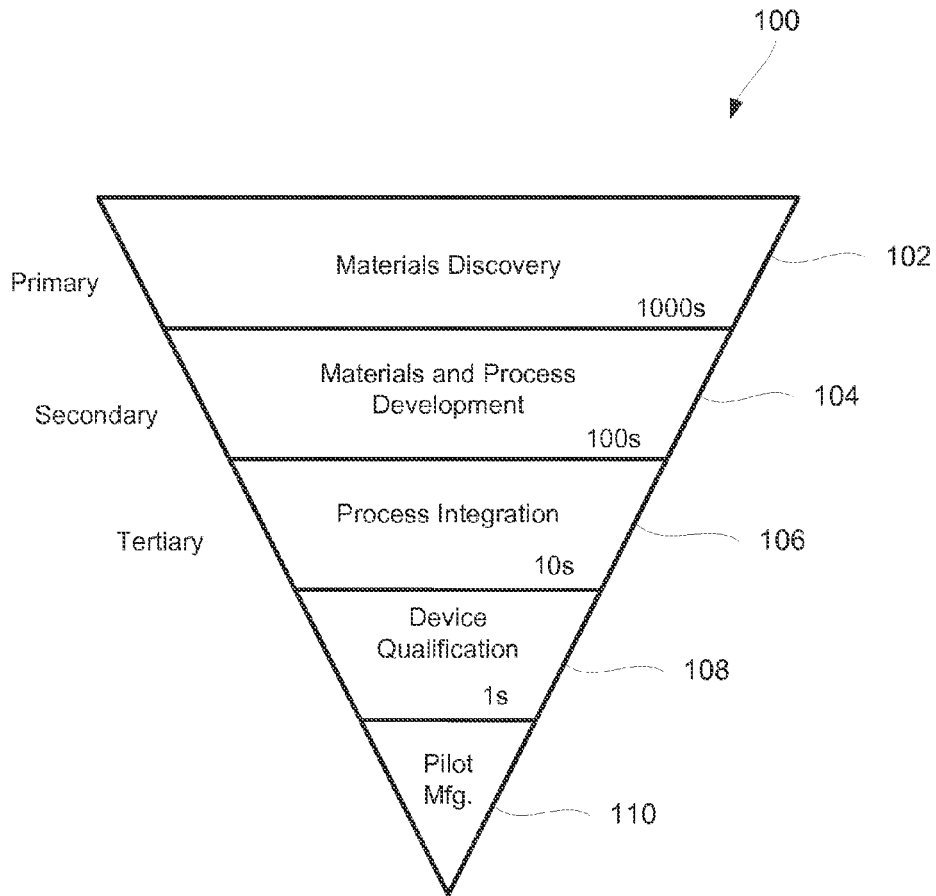 100
Materials Discovery
102
Primary
1000s
Materials and Process
Development
104
Secondary
100s
Process Integration
106
Tertiary
10s
Device
Qualification
108
1s
Pilot
Mfg.
110